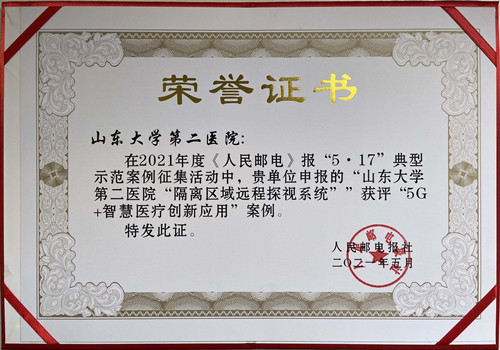 荣誉证书
山东大学第二医院：
在2021年度《人民邮电》报“5·17”典型
示范案例征集活动中，贵单位申报的“山东大学
第二医院“隔离区域远程探视系统””获评“5G
+智慧医疗创新应用”案例。
特发此证。
人民邮电报社
二〇二一年五月